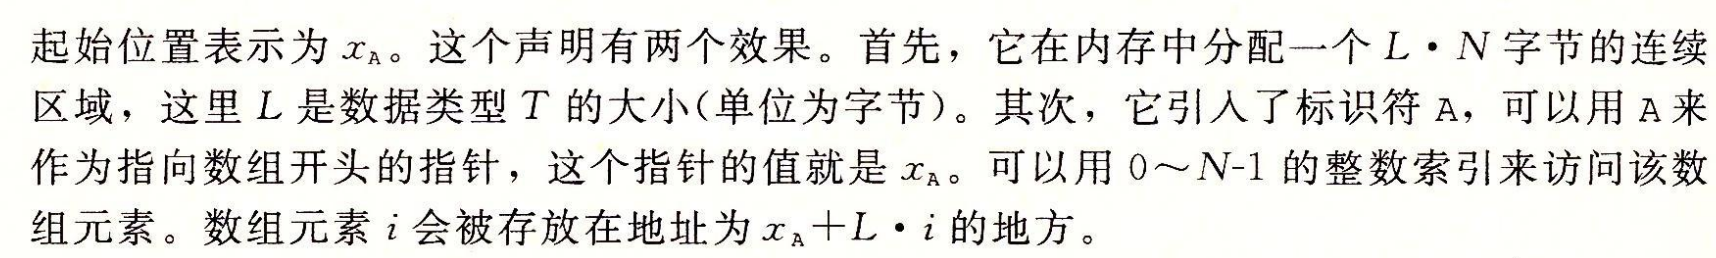 起始位置表示为 x_A。这个声明有两个效果。首先，它在内存中分配一个 L·N 字节的连续
区域，这里 L 是数据类型 T 的大小(单位为字节)。其次，它引入了标识符 A，可以用 A 来
作为指向数组开头的指针，这个指针的值就是 x_A。可以用 0～N-1 的整数索引来访问该数
组元素。数组元素 i 会被存放在地址为 x_A+L·i 的地方。